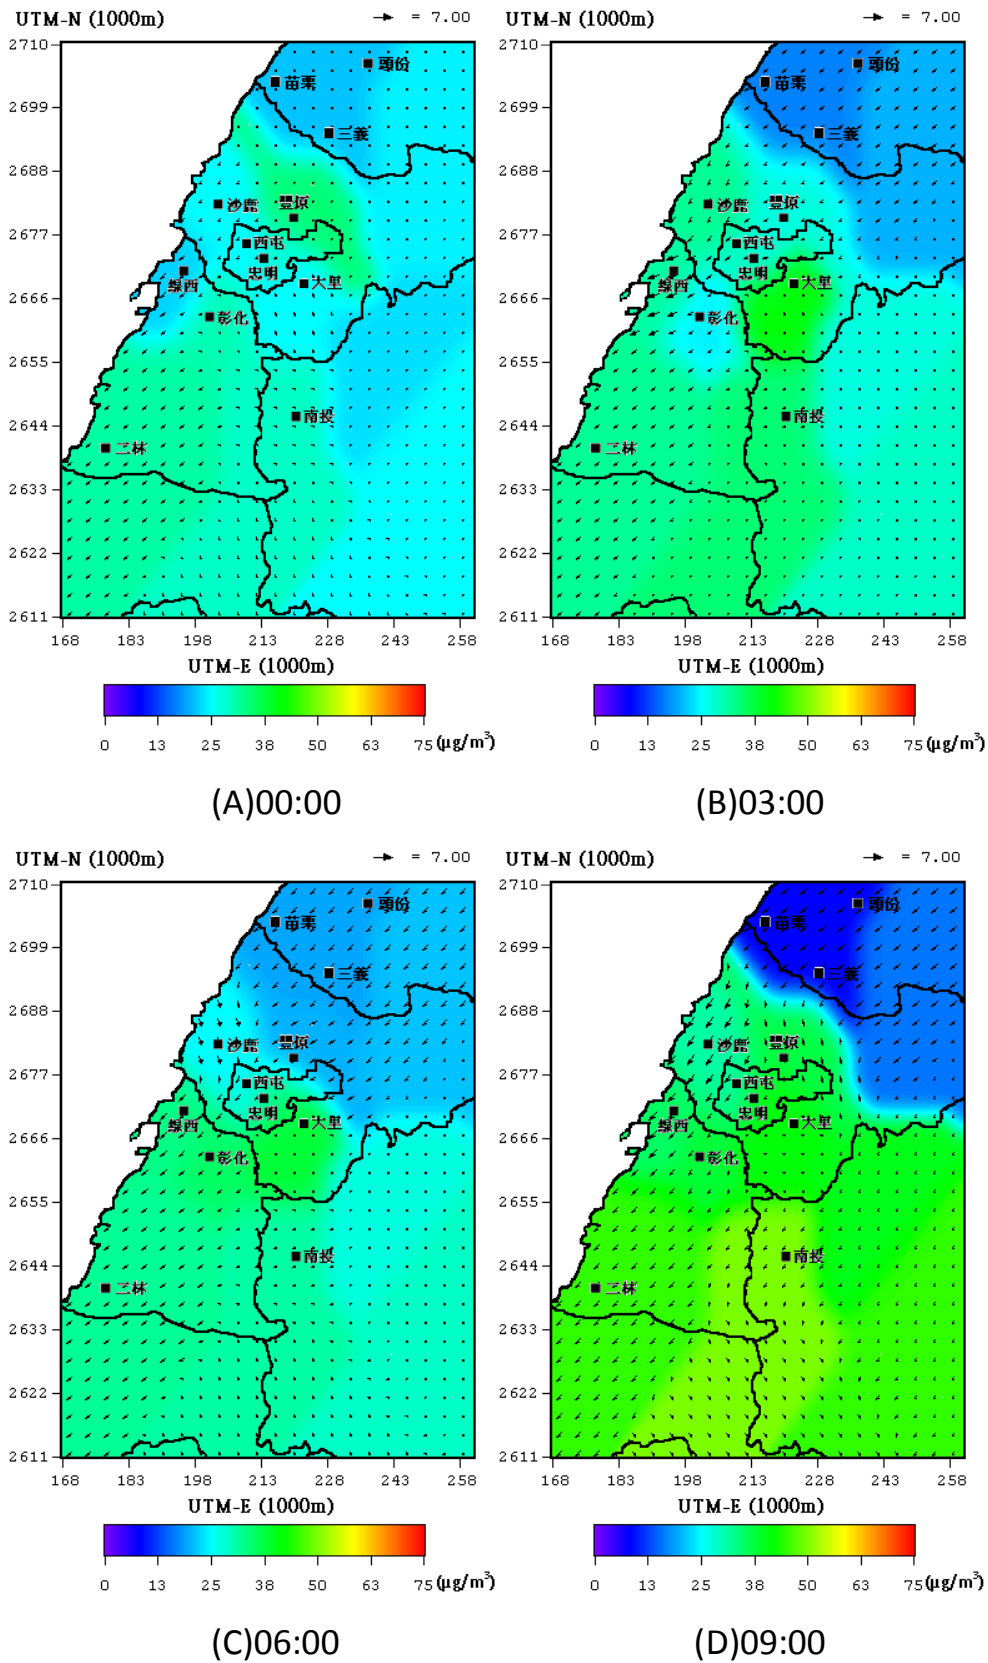 UTM-N (1000m) = 7.00
2710
2699
2688
2677
2666
2655
2644
2633
2622
2611
苗栗
頭份
三義
沙鹿
豐原
西屯
忠明
大里
線西
彰化
南投
二林
168 183 198 213 228 243 258
UTM-E (1000m)
0 13 25 38 50 63 75 (μg/m³)
(A)00:00
UTM-N (1000m) = 7.00
2710
2699
2688
2677
2666
2655
2644
2633
2622
2611
苗栗
頭份
三義
沙鹿
豐原
西屯
忠明
大里
線西
彰化
南投
二林
168 183 198 213 228 243 258
UTM-E (1000m)
0 13 25 38 50 63 75 (μg/m³)
(B)03:00
UTM-N (1000m) = 7.00
2710
2699
2688
2677
2666
2655
2644
2633
2622
2611
苗栗
頭份
三義
沙鹿
豐原
西屯
忠明
大里
線西
彰化
南投
二林
168 183 198 213 228 243 258
UTM-E (1000m)
0 13 25 38 50 63 75 (μg/m³)
(C)06:00
UTM-N (1000m) = 7.00
2710
2699
2688
2677
2666
2655
2644
2633
2622
2611
苗栗
頭份
三義
沙鹿
豐原
西屯
忠明
大里
線西
彰化
南投
二林
168 183 198 213 228 243 258
UTM-E (1000m)
0 13 25 38 50 63 75 (μg/m³)
(D)09:00